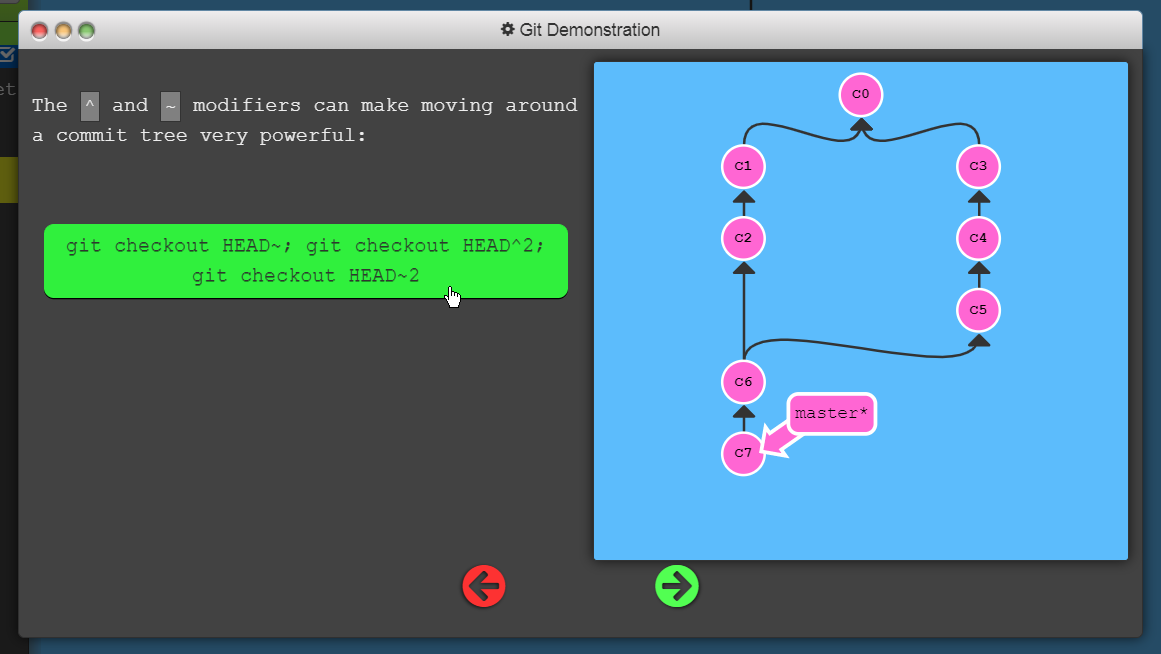 Git Demonstration
et
The ^ and ~ modifiers can make moving around
a commit tree very powerful:
git checkout HEAD~; git checkout HEAD^2;
git checkout HEAD~2
C0
C1
C3
C2
C4
C5
C6
master*
C7